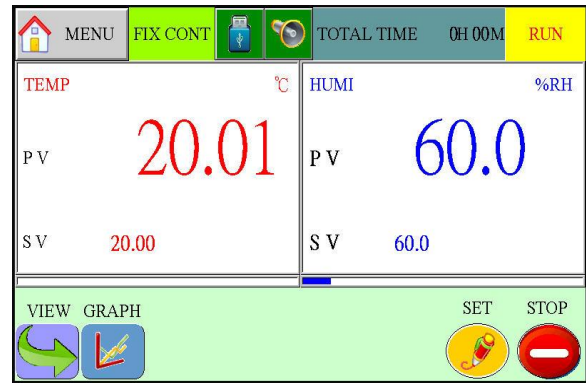 MENU FIX CONT TOTAL TIME 0H 00M RUN
TEMP ℃ HUMI %RH
P V 20.01 P V 60.0
S V 20.00 S V 60.0
VIEW GRAPH SET STOP